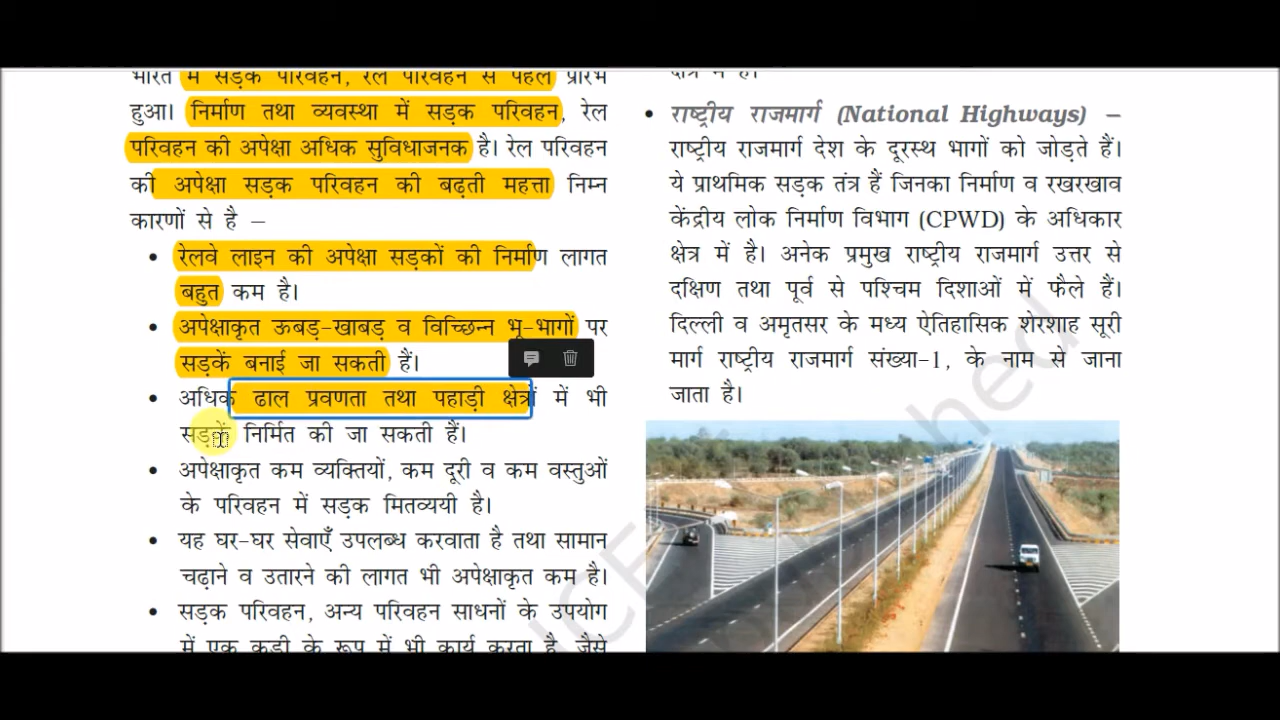 भारत में सड़क परिवहन, रेल परिवहन से पहले प्रारंभ
हुआ। निर्माण तथा व्यवस्था में सड़क परिवहन, रेल
परिवहन की अपेक्षा अधिक सुविधाजनक है। रेल परिवहन
की अपेक्षा सड़क परिवहन की बढ़ती महत्ता निम्न
कारणों से है –
• रेलवे लाइन की अपेक्षा सड़कों की निर्माण लागत
बहुत कम है।
• अपेक्षाकृत ऊबड़-खाबड़ व विच्छिन्न भू-भागों पर
सड़कें बनाई जा सकती हैं।
• अधिक ढाल प्रवणता तथा पहाड़ी क्षेत्रों में भी
सड़कें निर्मित की जा सकती हैं।
• अपेक्षाकृत कम व्यक्तियों, कम दूरी व कम वस्तुओं
के परिवहन में सड़क मितव्ययी है।
• यह घर-घर सेवाएँ उपलब्ध करवाता है तथा सामान
चढ़ाने व उतारने की लागत भी अपेक्षाकृत कम है।
• सड़क परिवहन, अन्य परिवहन साधनों के उपयोग
में एक कड़ी के रूप में भी कार्य करता है, जैसे
क्षेत्र में है।
• राष्ट्रीय राजमार्ग (National Highways) –
राष्ट्रीय राजमार्ग देश के दूरस्थ भागों को जोड़ते हैं।
ये प्राथमिक सड़क तंत्र हैं जिनका निर्माण व रखरखाव
केंद्रीय लोक निर्माण विभाग (CPWD) के अधिकार
क्षेत्र में है। अनेक प्रमुख राष्ट्रीय राजमार्ग उत्तर से
दक्षिण तथा पूर्व से पश्चिम दिशाओं में फैले हैं।
दिल्ली व अमृतसर के मध्य ऐतिहासिक शेरशाह सूरी
मार्ग राष्ट्रीय राजमार्ग संख्या-1, के नाम से जाना
जाता है।